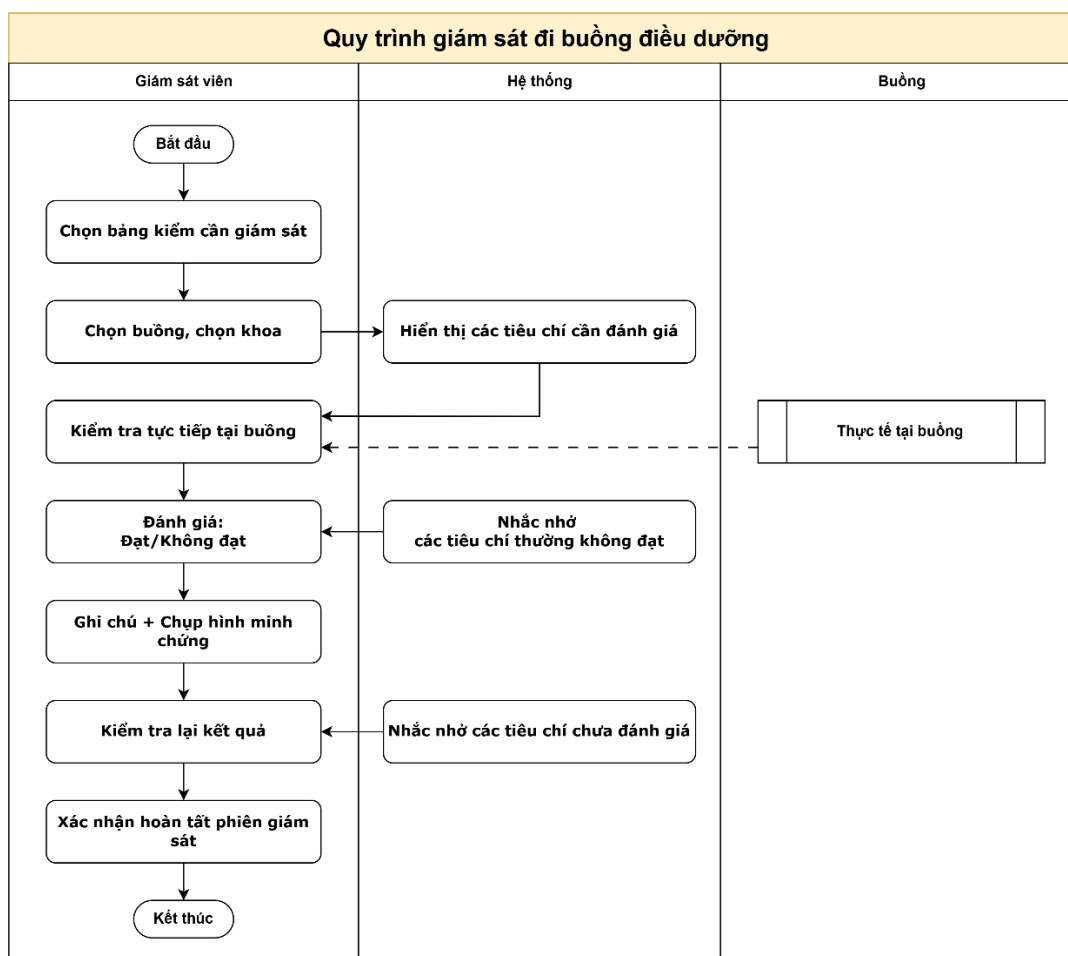 Quy trình giám sát đi buồng điều dưỡng
Giám sát viên
Hệ thống
Buồng
Bắt đầu
Chọn bảng kiểm cần giám sát
Chọn buồng, chọn khoa
Hiển thị các tiêu chí cần đánh giá
Kiểm tra tực tiếp tại buồng
Thực tế tại buồng
Đánh giá:
Đạt/Không đạt
Nhắc nhở
các tiêu chí thường không đạt
Ghi chú + Chụp hình minh
chứng
Kiểm tra lại kết quả
Nhắc nhở các tiêu chí chưa đánh giá
Xác nhận hoàn tất phiên giám
sát
Kết thúc